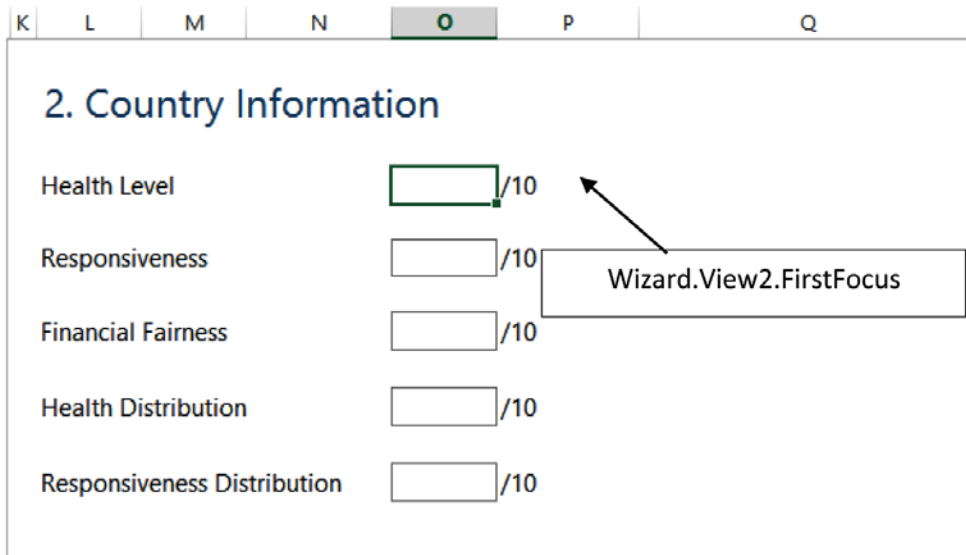 K L M N O P Q
2. Country Information
Health Level /10
Responsiveness /10
Wizard.View2.FirstFocus
Financial Fairness /10
Health Distribution /10
Responsiveness Distribution /10